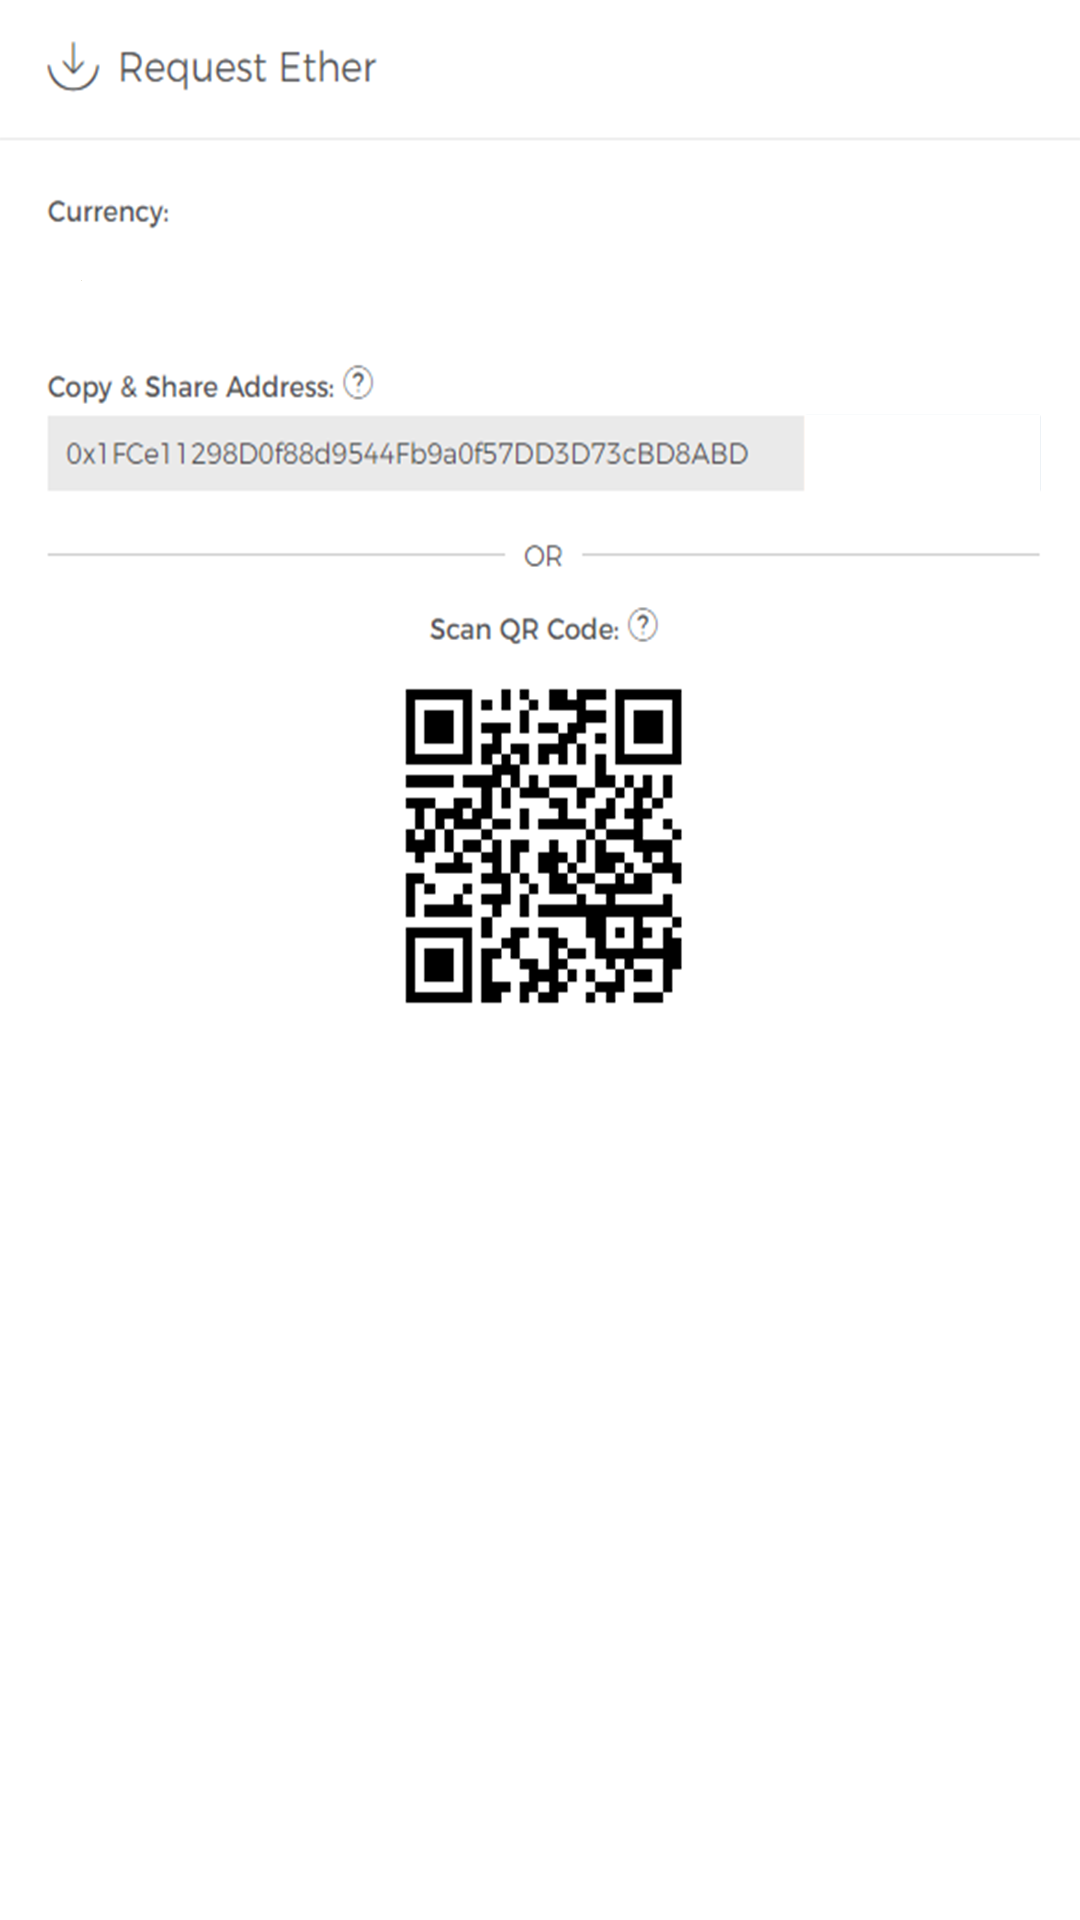 Request Ether
Currency:
Copy & Share Address: ?
0x1FCe11298D0f88d9544Fb9a0f57DD3D73cBD8ABD
OR
Scan QR Code: ?